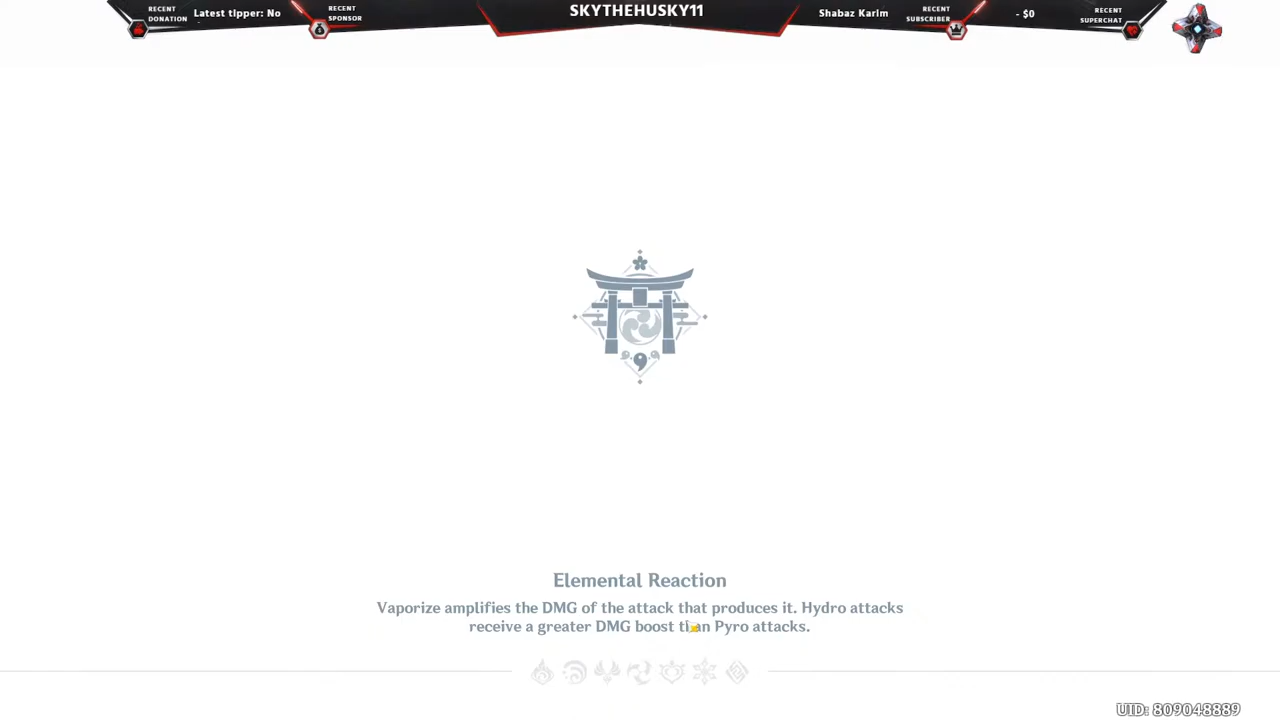 RECENT
DONATION
Latest tipper: No
RECENT
SPONSOR
SKYTHEHUSKY11
Shabaz Karim
RECENT
SUBSCRIBER
- $0
RECENT
SUPERCHAT
Elemental Reaction
Vaporize amplifies the DMG of the attack that produces it. Hydro attacks
receive a greater DMG boost than Pyro attacks.
UID: 809048889